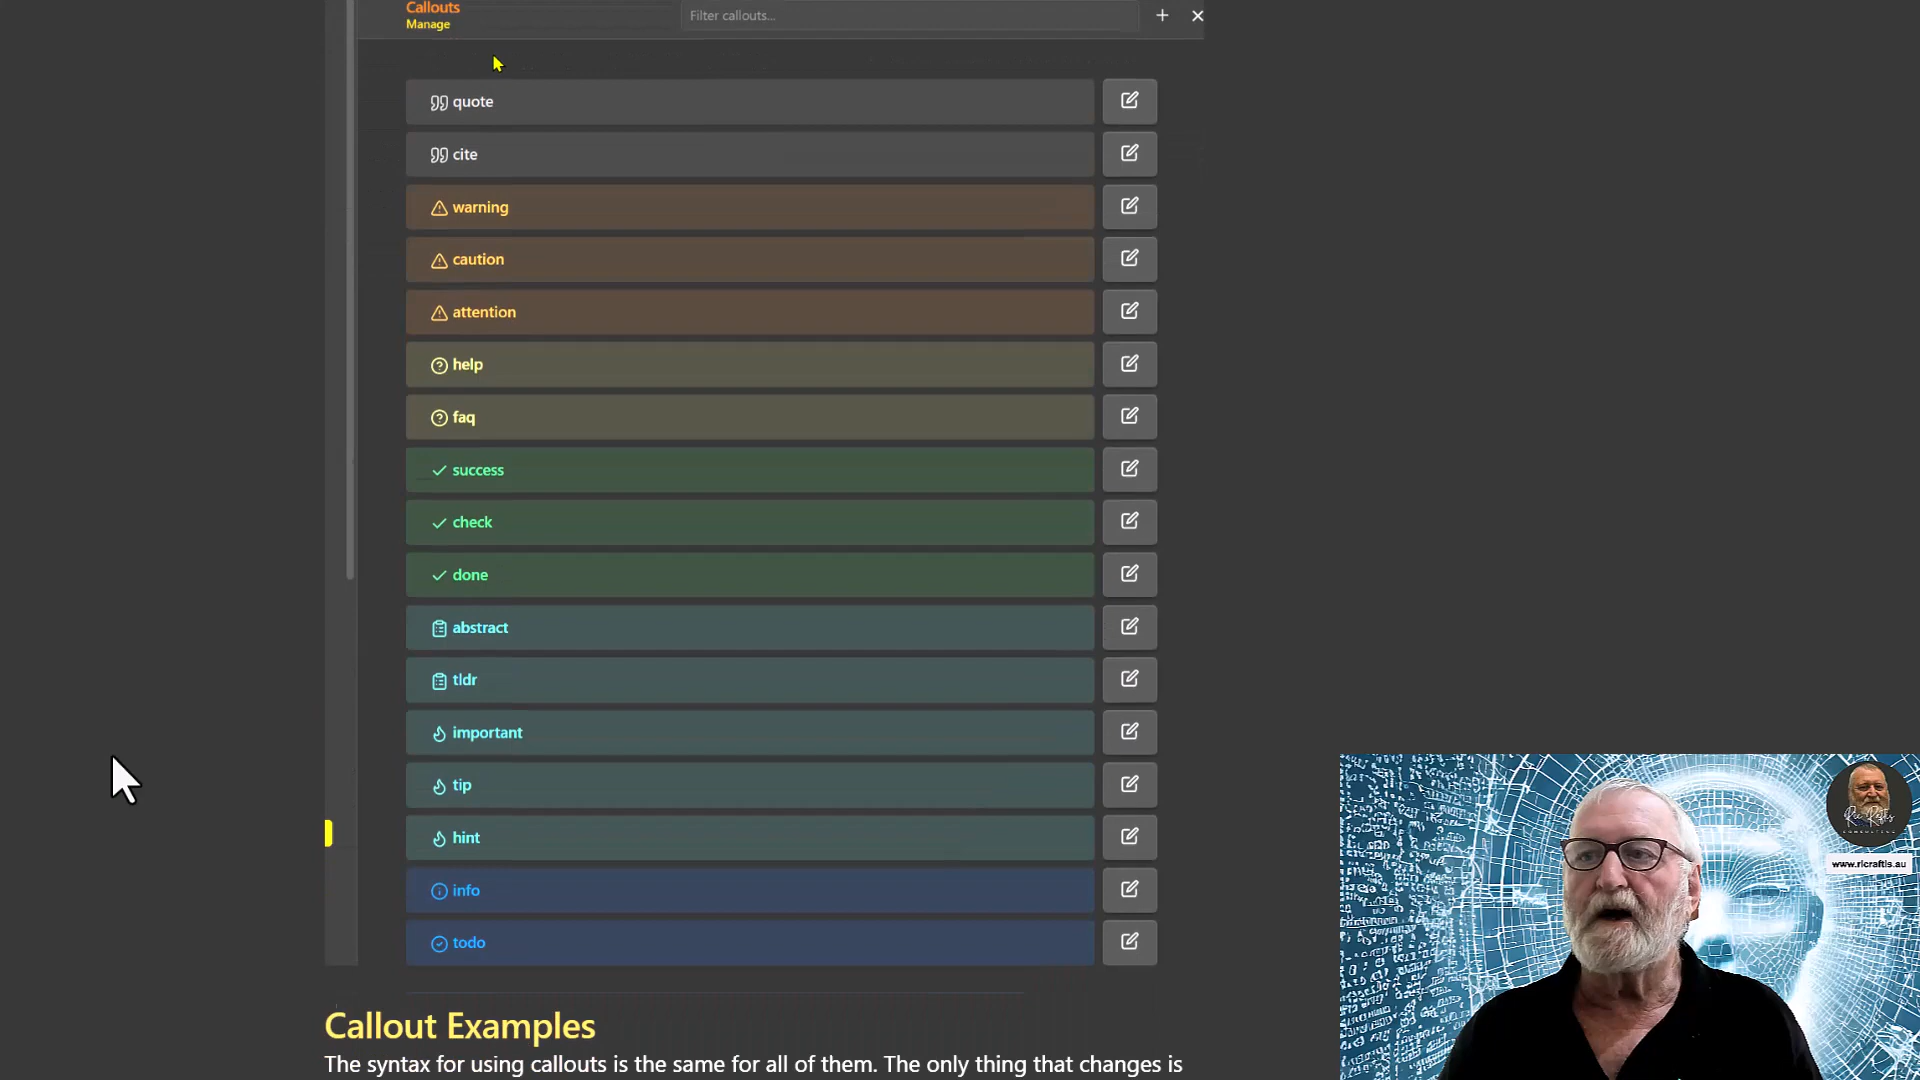 Callouts
Manage
Filter callouts...
quote
cite
warning
caution
attention
help
faq
success
check
done
abstract
tldr
important
tip
hint
info
todo
Callout Examples
The syntax for using callouts is the same for all of them. The only thing that changes is
www.ricraftis.au